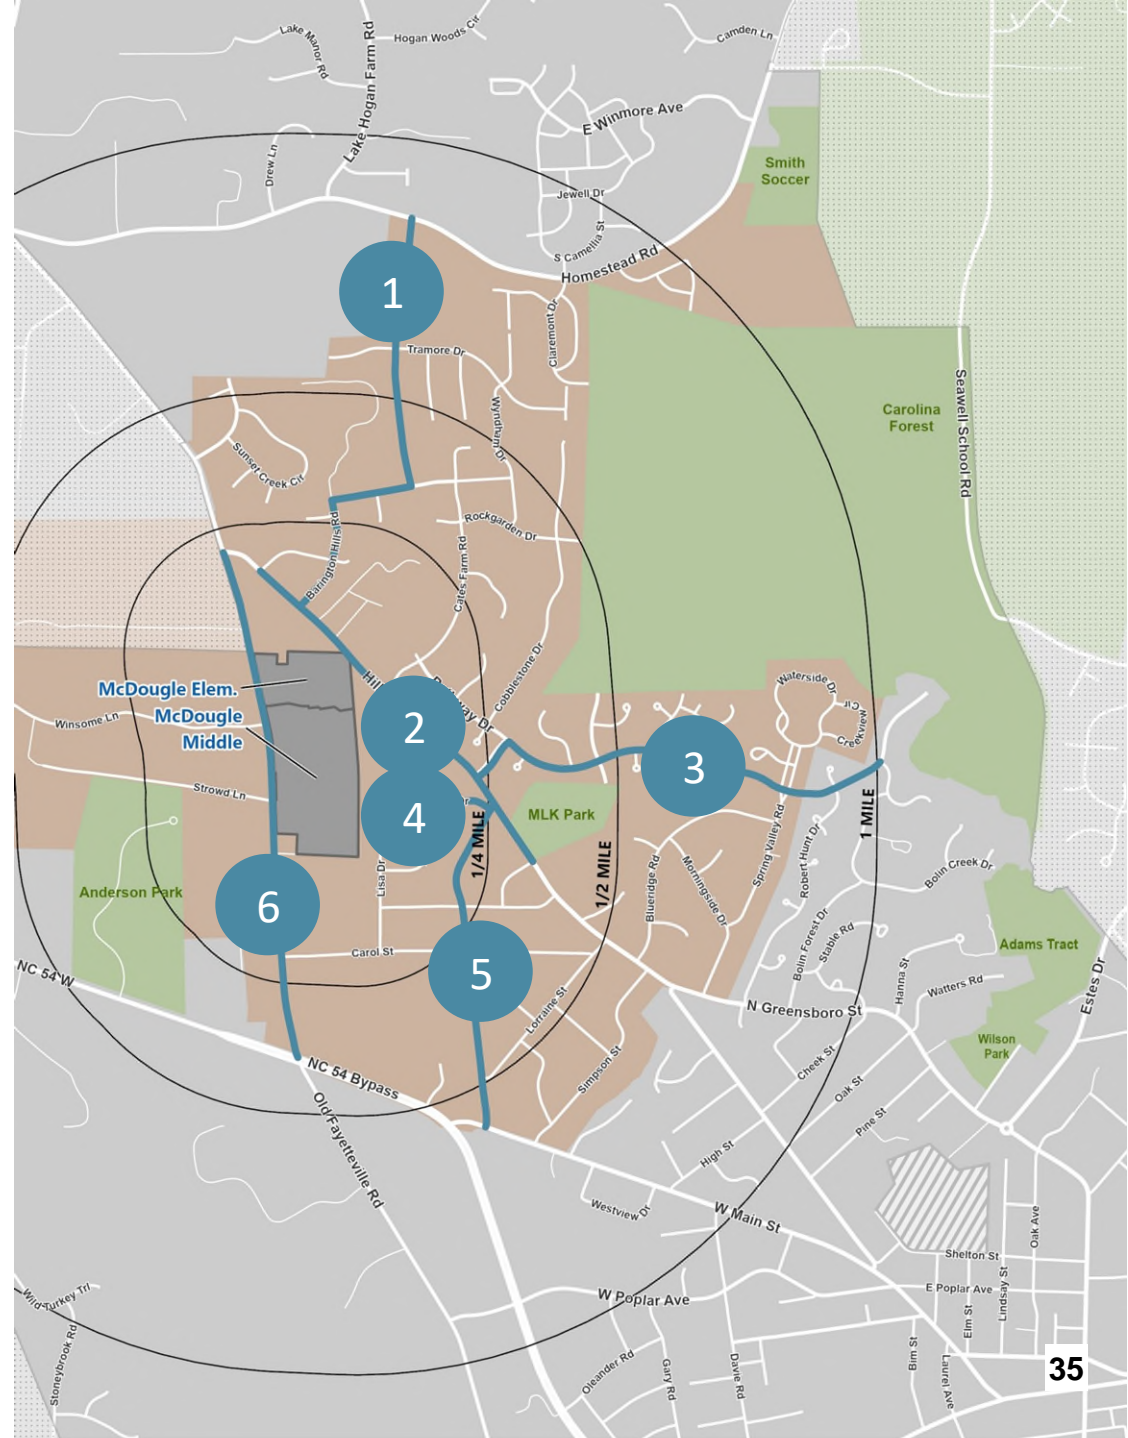 Lake Manor Rd
Hogan Woods Cir
Camden Ln
Lake Hogan Farm Rd
E Winmore Ave
Drew Ln
Smith
Soccer
Jewell Dr
S Camellia St
Homestead Rd
1
Claremont Dr
Tramore Dr
Wyndham Dr
Carolina
Forest
Seawell School Rd
Sunset Creek Cir
Rockgarden Dr
Barington Hills Rd
Cates Farm Rd
Cobblestone Dr
McDougle Elem.
McDougle
Middle
Winsome Ln
Waterside Dr
Cir
Creekview
2
3
Strowd Ln
4
MLK Park
1/4 MILE
1/2 MILE
1 MILE
Lisa Dr
Blueridge Rd
Morningside Dr
Spring Valley Rd
Robert Hunt Dr
Bolin Creek Dr
Anderson Park
6
Bolin Forest Dr
Stable Rd
Adams Tract
Carol St
5
NC 54 W
Hanna St
Watters Rd
Estes Dr
Lorraine St
N Greensboro St
Wilson
Park
Simpson St
Cheek St
NC 54 Bypass
Oak St
Pine St
Old Fayetteville Rd
High St
Westview Dr
W Main St
Oak Ave
Shelton St
Wild Turkey Trl
W Poplar Ave
E Poplar Ave
Lindsay St
Elm St
Stoneybrook Rd
Oleander Rd
Gary Rd
Davie Rd
Bim St
Laurel Ave
35